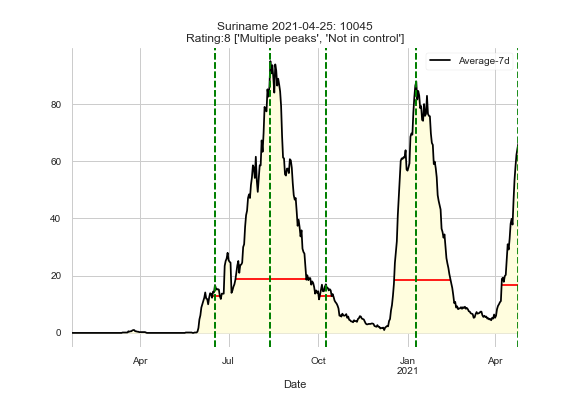 Suriname 2021-04-25: 10045
Rating:8 ['Multiple peaks', 'Not in control']
Average-7d
80
60
40
20
0
Apr
Jul
Oct
Jan
2021
Apr
Date